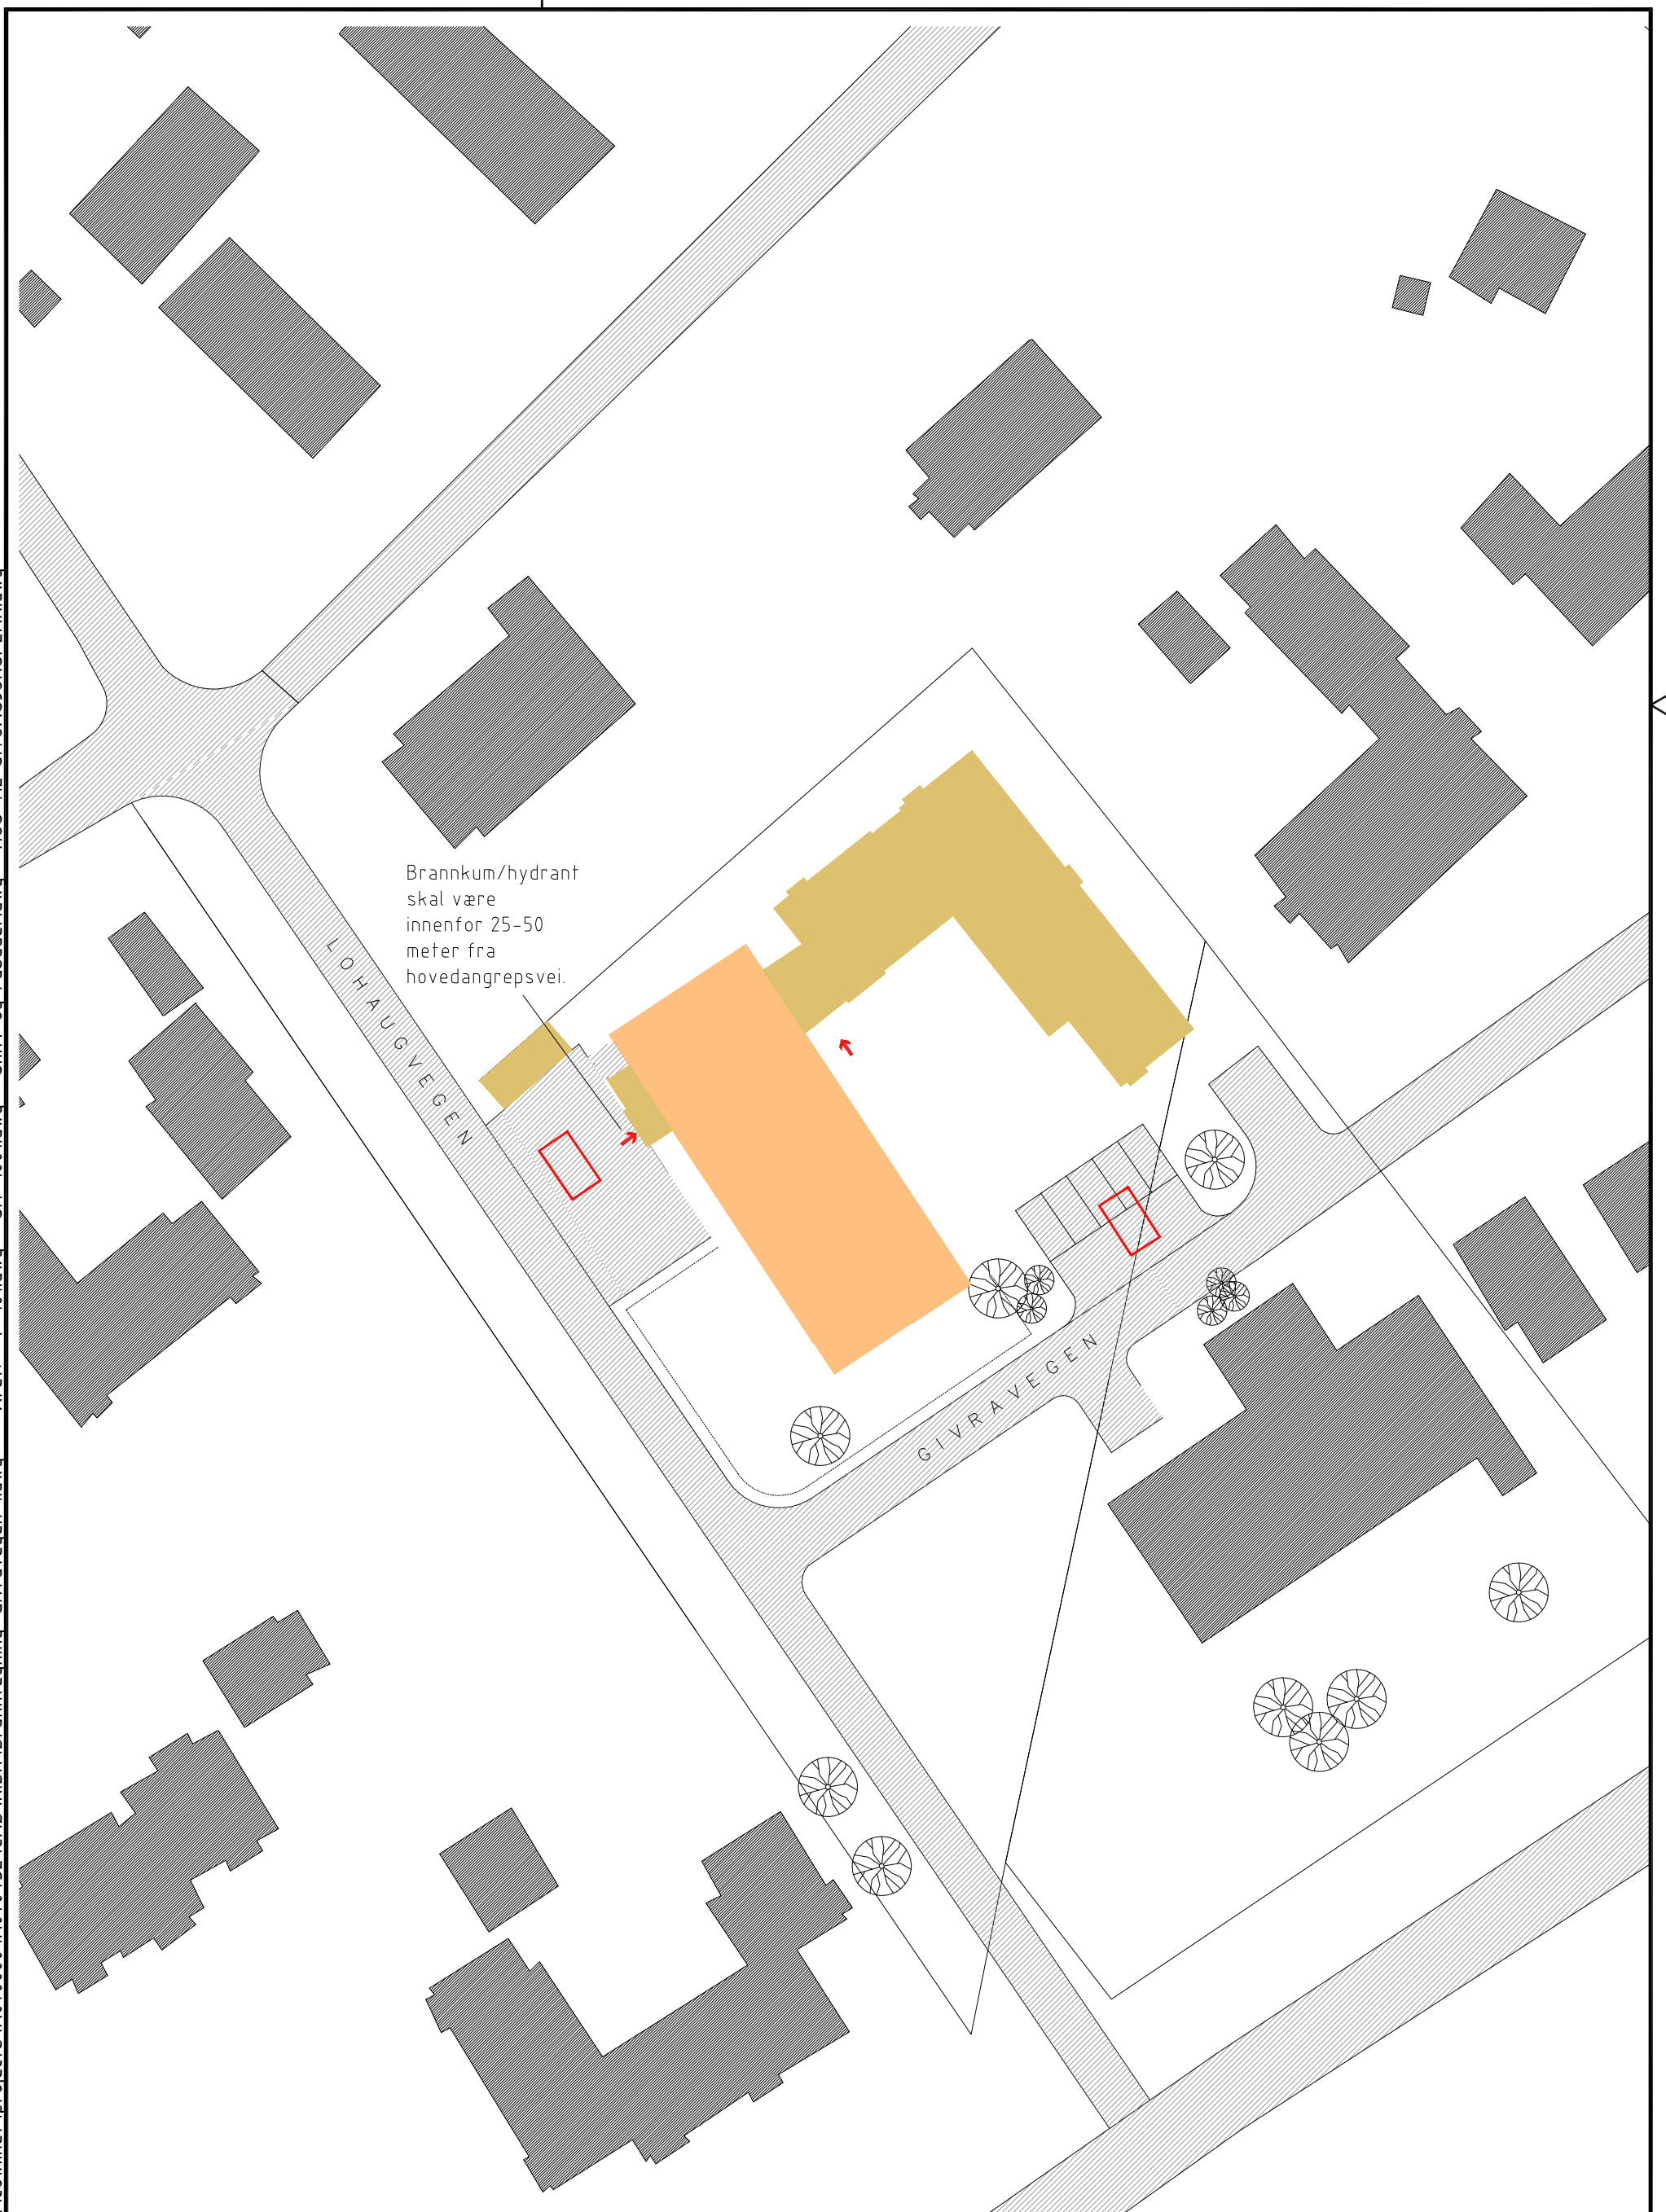 Brannkum/hydrant
skal være
innenfor 25-50
meter fra
hovedangrepsvei.
LOHAUGVEGEN
GIVRAVEGEN